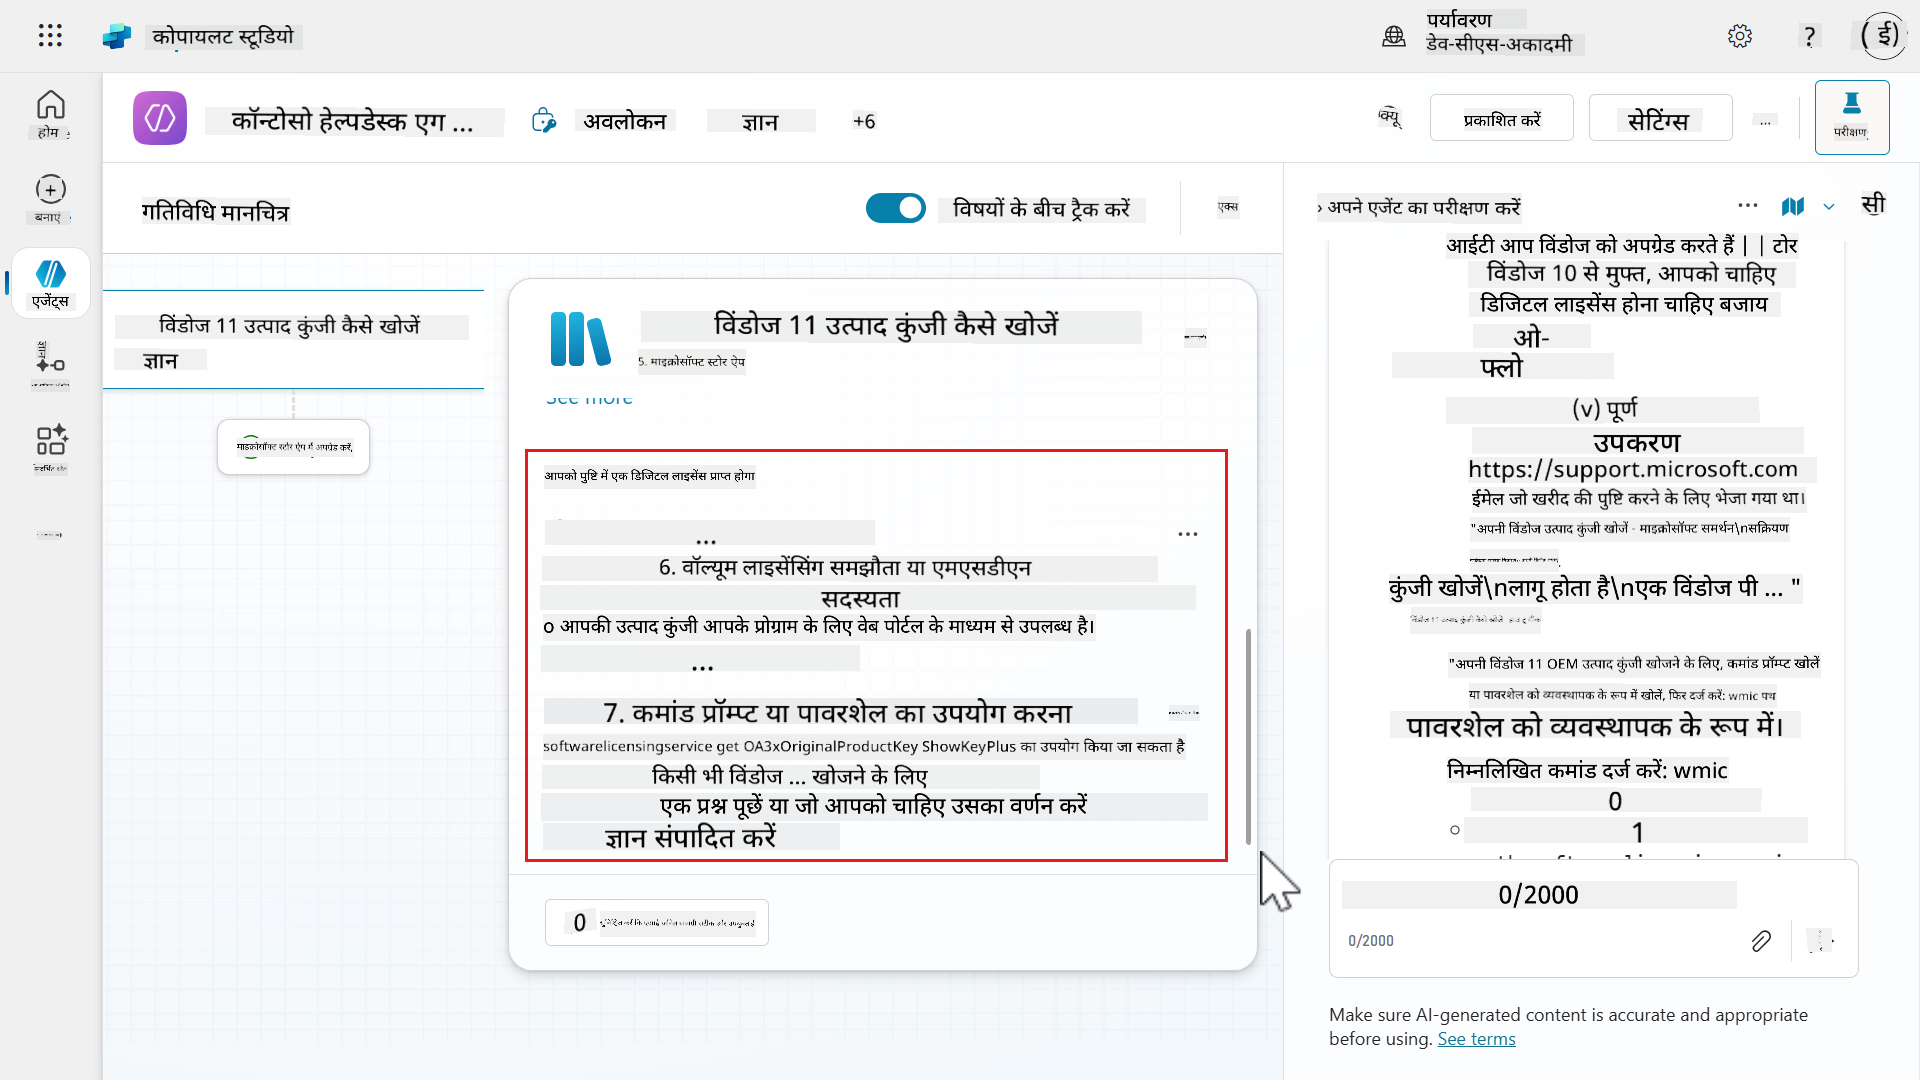 कोपायलट स्टूडियो
पर्यावरण
डेव-सीएस-अकादमी
?
( ई)
होम
बनाएं
एजेंट्स
कॉन्टोसो हेल्पडेस्क एग ...
अवलोकन
ज्ञान
+6
क्यू
प्रकाशित करें
सेटिंग्स
...
परीक्षण
गतिविधि मानचित्र
विषयों के बीच ट्रैक करें
एक्स
विंडोज 11 उत्पाद कुंजी कैसे खोजें
ज्ञान
माइक्रोसॉफ्ट स्टोर ऐप में अपग्रेड करें,
विंडोज 11 उत्पाद कुंजी कैसे खोजें
5. माइक्रोसॉफ्ट स्टोर ऐप
See more
आपको पुष्टि में एक डिजिटल लाइसेंस प्राप्त होगा
...
6. वॉल्यूम लाइसेंसिंग समझौता या एमएसडीएन
सदस्यता
o आपकी उत्पाद कुंजी आपके प्रोग्राम के लिए वेब पोर्टल के माध्यम से उपलब्ध है।
...
7. कमांड प्रॉम्प्ट या पावरशेल का उपयोग करना
softwarelicensingservice get OA3xOriginalProductKey ShowKeyPlus का उपयोग किया जा सकता है
किसी भी विंडोज ... खोजने के लिए
एक प्रश्न पूछें या जो आपको चाहिए उसका वर्णन करें
ज्ञान संपादित करें
0
› अपने एजेंट का परीक्षण करें
सी
आईटी आप विंडोज को अपग्रेड करते हैं | | टोर
विंडोज 10 से मुफ्त, आपको चाहिए
डिजिटल लाइसेंस होना चाहिए बजाय
ओ-
फ्लो
(v) पूर्ण
उपकरण
https://support.microsoft.com
ईमेल जो खरीद की पुष्टि करने के लिए भेजा गया था।
"अपनी विंडोज उत्पाद कुंजी खोजें - माइक्रोसॉफ्ट समर्थन\nसक्रियण
कुंजी खोजें\nलागू होता है\nएक विंडोज पी ... "
"अपनी विंडोज 11 OEM उत्पाद कुंजी खोजने के लिए, कमांड प्रॉम्प्ट खोलें
या पावरशेल को व्यवस्थापक के रूप में खोलें, फिर दर्ज करें: wmic पथ
पावरशेल को व्यवस्थापक के रूप में।
निम्नलिखित कमांड दर्ज करें: wmic
0
1
0/2000
0/2000
Make sure AI-generated content is accurate and appropriate
before using. See terms